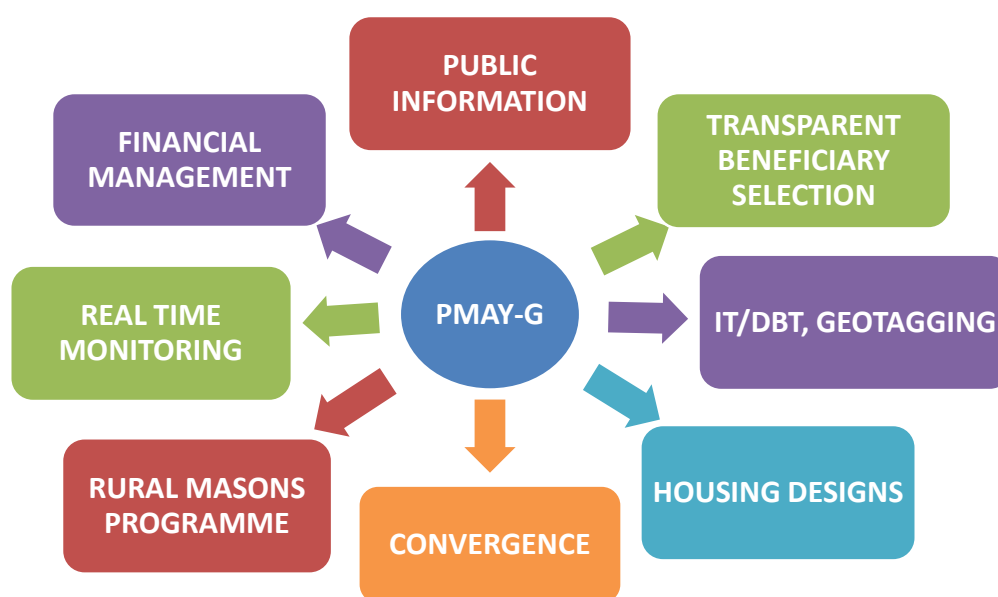 PUBLIC
INFORMATION
TRANSPARENT
BENEFICIARY
SELECTION
IT/DBT, GEOTAGGING
HOUSING DESIGNS
CONVERGENCE
RURAL MASONS
PROGRAMME
REAL TIME
MONITORING
FINANCIAL
MANAGEMENT
PMAY-G